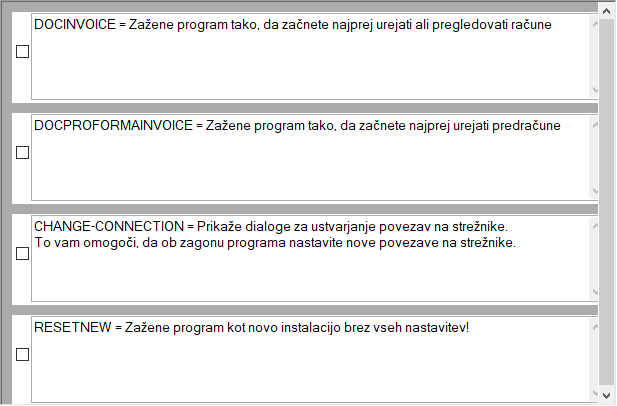 DOCINVOICE = Zažene program tako, da začnete najprej urejati ali pregledovati račune
DOCPROFORMAINVOICE = Zažene program tako, da začnete najprej urejati predračune
CHANGE-CONNECTION = Prikaže dialoge za ustvarjanje povezav na strežnike.
To vam omogoči, da ob zagonu programa nastavite nove povezave na strežnike.
RESETNEW = Zažene program kot novo instalacijo brez vseh nastavitev!